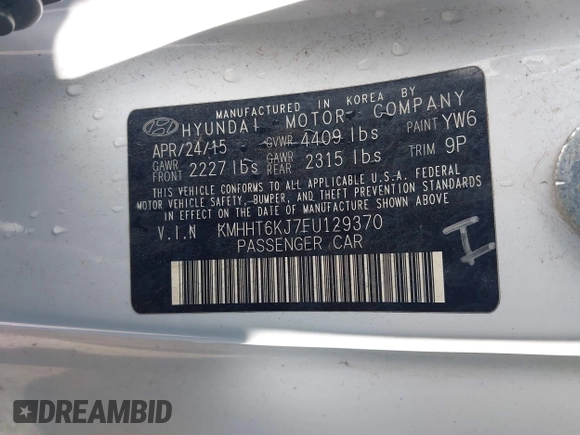 MANUFACTURED IN KOREA BY
HYUNDAI MOTOR COMPANY
APR/24/15 GVWR 4409 lbs PAINT YW6
GAWR FRONT 2227 lbs GAWR REAR 2315 lbs TRIM 9P
THIS VEHICLE CONFORMS TO ALL APPLICABLE U.S.A. FEDERAL
MOTOR VEHICLE SAFETY, BUMPER, AND THEFT PREVENTION STANDARDS
IN EFFECT ON THE DATE OF MANUFACTURE SHOWN ABOVE
V.I.N KMHHT6KJ7FU129370
PASSENGER CAR
I
DREAMBID